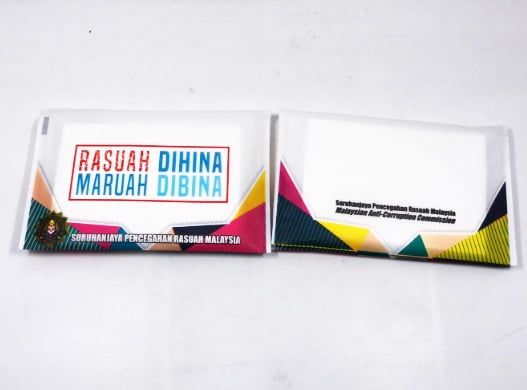 RASUAH DIHINA
MARUAH DIBINA
SURUHANJAYA PENCEGAHAN RASUAH MALAYSIA
Suruhanjaya Pencegahan Rasuah Malaysia
Malaysian Anti-Corruption Commission